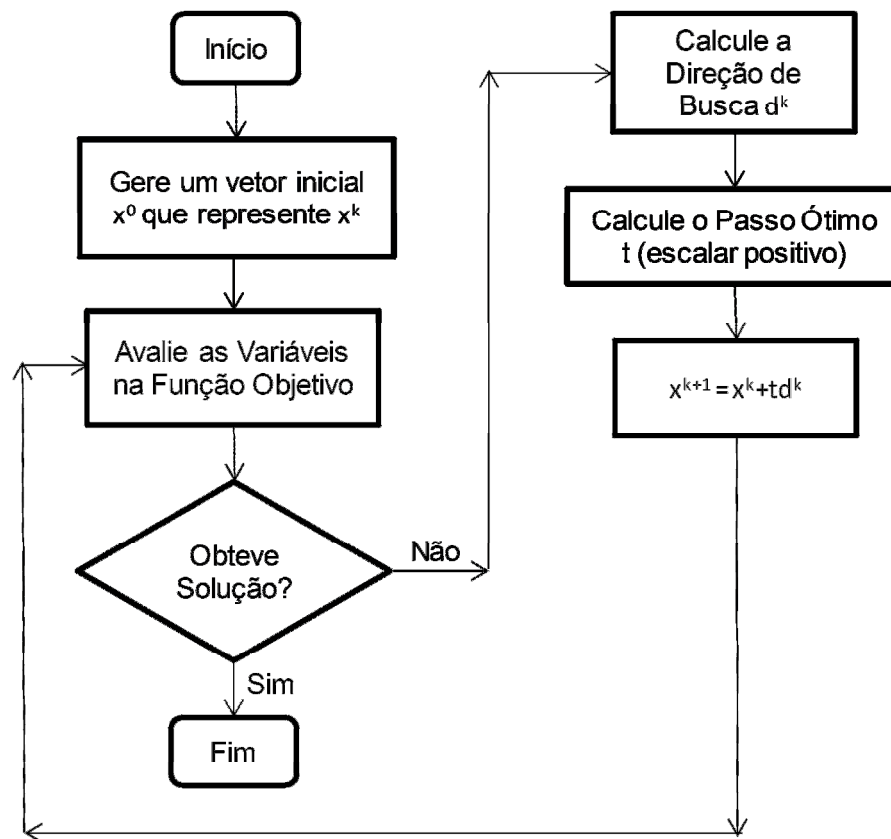 Início
Gere um vetor inicial
x⁰ que represente xᵏ
Avalie as Variáveis
na Função Objetivo
Obteve
Solução?
Não
Sim
Fim
Calcule a
Direção de
Busca dᵏ
Calcule o Passo Ótimo
t (escalar positivo)
xᵏ⁺¹=xᵏ+tdᵏ